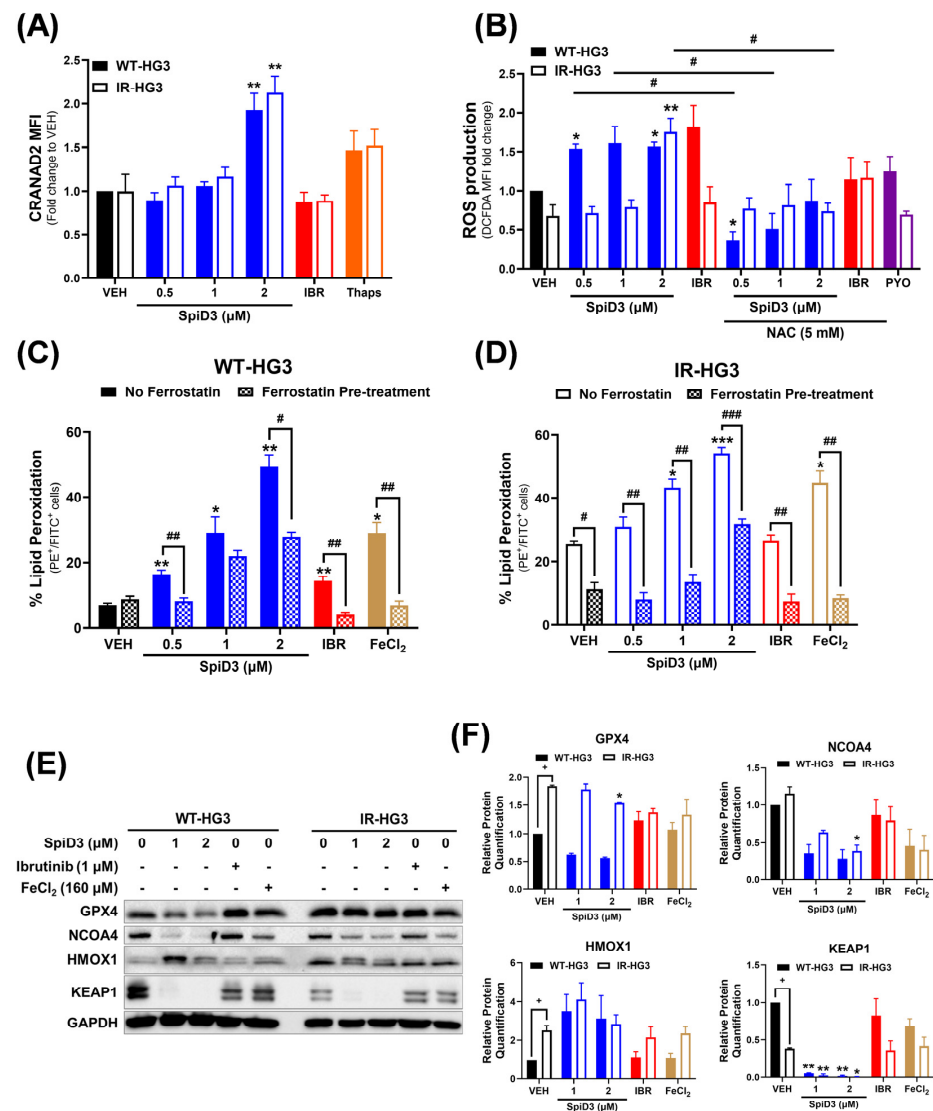 (A)
WT-HG3
IR-HG3
CRANAD2 MFI
(Fold change to VEH)
2.5
2.0
1.5
1.0
0.5
0.0
** **
VEH 0.5 1 2 IBR Thaps
SpiD3 (µM)
(B)
WT-HG3
IR-HG3
ROS production
(DCFDA MFI fold change)
2.5
2.0
1.5
1.0
0.5
0.0
#
#
#
* * ** *
VEH 0.5 1 2 IBR 0.5 1 2 IBR PYO
SpiD3 (µM) SpiD3 (µM)
NAC (5 mM)
(C)
WT-HG3
No Ferrostatin Ferrostatin Pre-treatment
% Lipid Peroxidation
(PE+/FITC+ cells)
60
40
20
0
** ## * ** # ** ## * ##
VEH 0.5 1 2 IBR FeCl₂
SpiD3 (µM)
(D)
IR-HG3
No Ferrostatin Ferrostatin Pre-treatment
% Lipid Peroxidation
(PE+/FITC+ cells)
60
40
20
0
# ## * ## *** ### ## * ##
VEH 0.5 1 2 IBR FeCl₂
SpiD3 (µM)
(E)
WT-HG3 IR-HG3
SpiD3 (µM) 0 1 2 0 0 0 1 2 0 0
Ibrutinib (1 µM) - - - + - - - - + -
FeCl₂ (160 µM) - - - - + - - - - +
GPX4
NCOA4
HMOX1
KEAP1
GAPDH
(F)
GPX4
WT-HG3 IR-HG3
Relative Protein
Quantification
2.0
1.5
1.0
0.5
0.0
+ *
VEH 1 2 IBR FeCl₂
SpiD3 (µM)
NCOA4
WT-HG3 IR-HG3
Relative Protein
Quantification
1.5
1.0
0.5
0.0
*
VEH 1 2 IBR FeCl₂
SpiD3 (µM)
HMOX1
WT-HG3 IR-HG3
Relative Protein
Quantification
6
4
2
0
+
VEH 1 2 IBR FeCl₂
SpiD3 (µM)
KEAP1
WT-HG3 IR-HG3
Relative Protein
Quantification
1.5
1.0
0.5
0.0
+
** ** ** *
VEH 1 2 IBR FeCl₂
SpiD3 (µM)